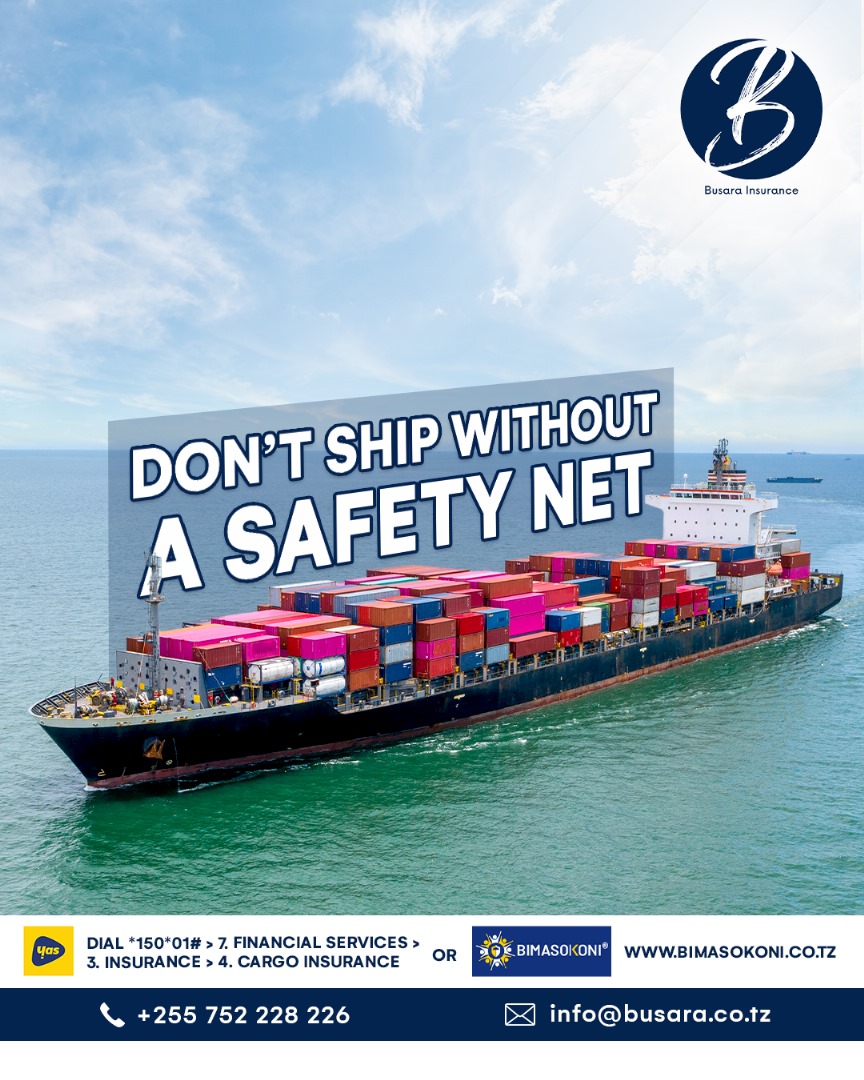 Busara Insurance
DON'T SHIP WITHOUT
A SAFETY NET
yas
DIAL *150*01# > 7. FINANCIAL SERVICES >
3. INSURANCE > 4. CARGO INSURANCE
OR
BIMASOKONI®
WWW.BIMASOKONI.CO.TZ
+255 752 228 226
info@busara.co.tz